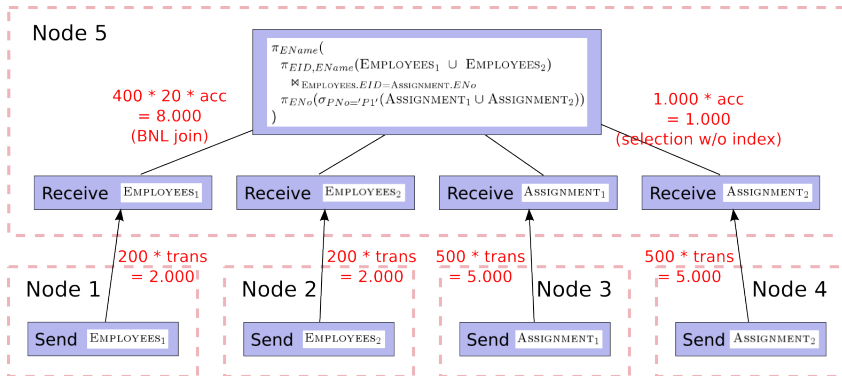 Node 5
π_EName(
π_EID,EName(EMPLOYEES₁ ∪ EMPLOYEES₂)
⋈_EMPLOYEES.EID=ASSIGNMENT.ENo
π_ENo(σ_PNo='P1'(ASSIGNMENT₁ ∪ ASSIGNMENT₂))
)
400 * 20 * acc
= 8.000
(BNL join)
1.000 * acc
= 1.000
(selection w/o index)
Receive EMPLOYEES₁
Receive EMPLOYEES₂
Receive ASSIGNMENT₁
Receive ASSIGNMENT₂
200 * trans
= 2.000
200 * trans
= 2.000
500 * trans
= 5.000
500 * trans
= 5.000
Node 1
Node 2
Node 3
Node 4
Send EMPLOYEES₁
Send EMPLOYEES₂
Send ASSIGNMENT₁
Send ASSIGNMENT₂